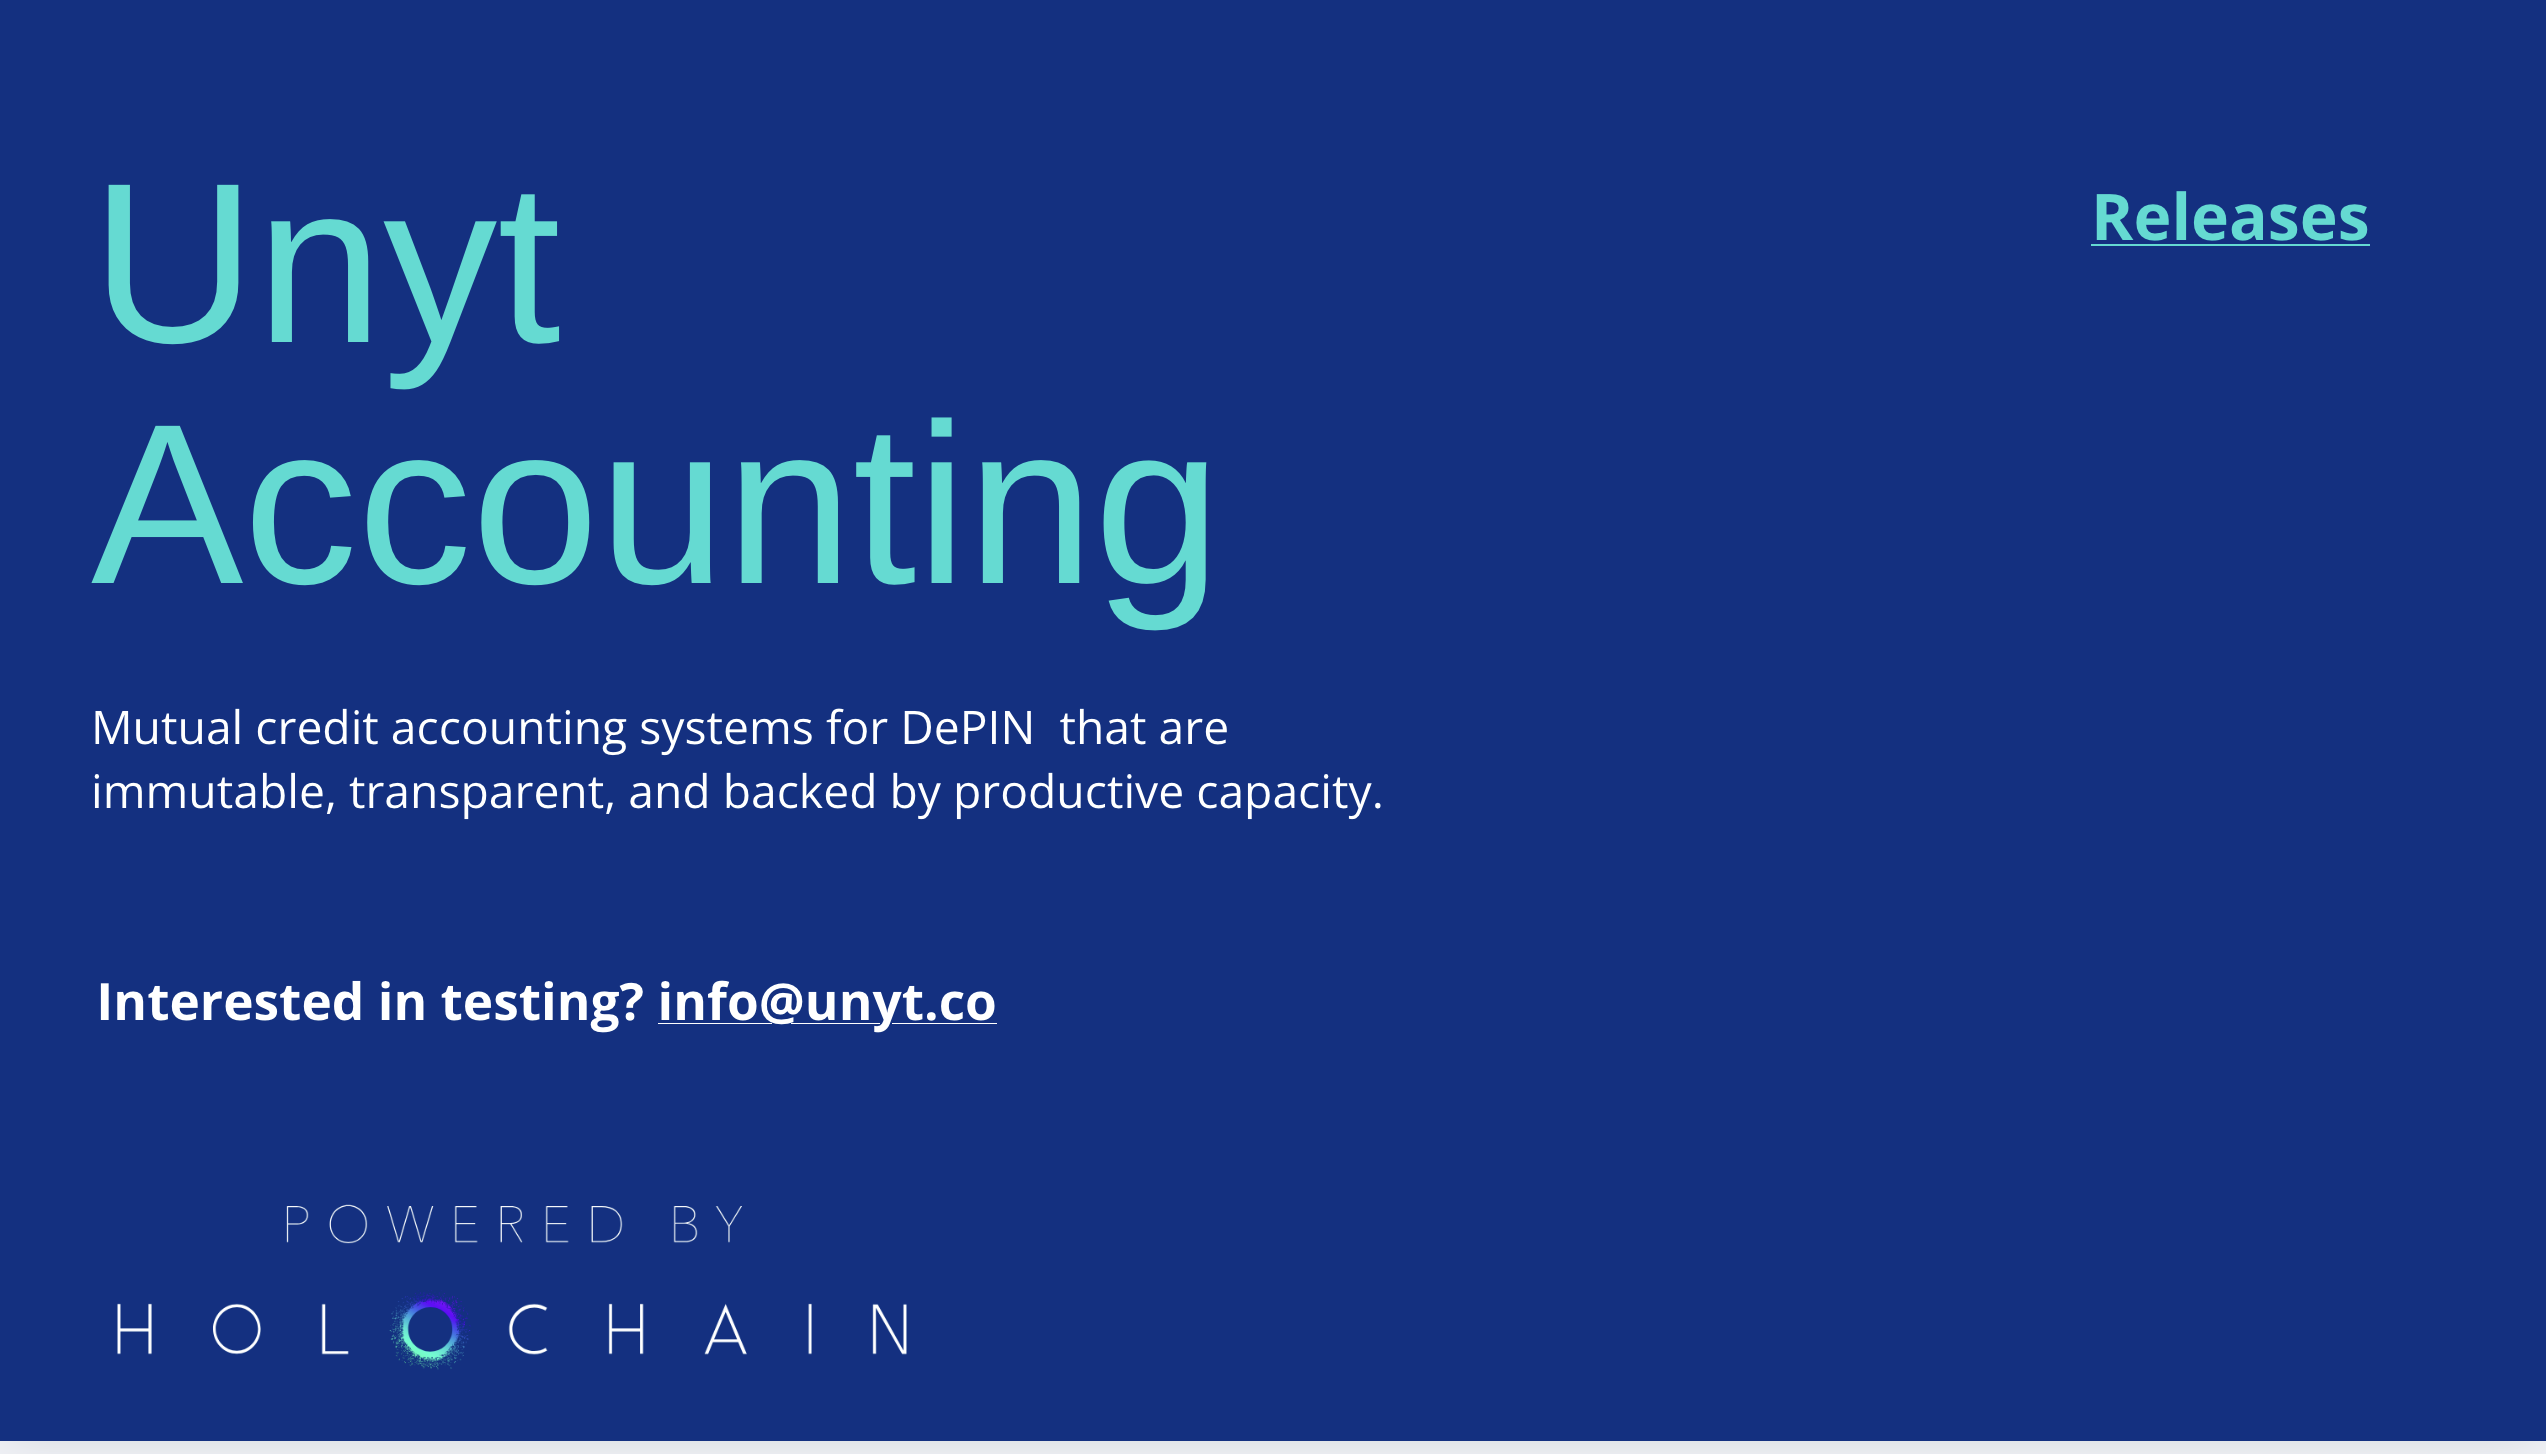 Unyt
Releases
Accounting
Mutual credit accounting systems for DePIN  that are
immutable, transparent, and backed by productive capacity.
Interested in testing? info@unyt.co
POWERED BY
HOLOCHAIN